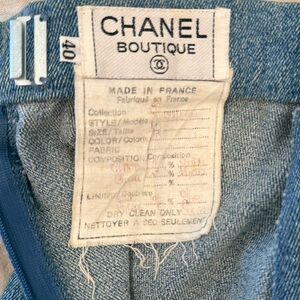 CHANEL
BOUTIQUE
40
MADE IN FRANCE
Fabriqué en France
Collection
STYLE/Modèle
SIZE/Taille
COLOR/Coloris
FABRIC
COMPOSITION
%
%
%
LINING/Doublure
%
%
DRY CLEAN ONLY
NETTOYER A SEC SEULEMENT